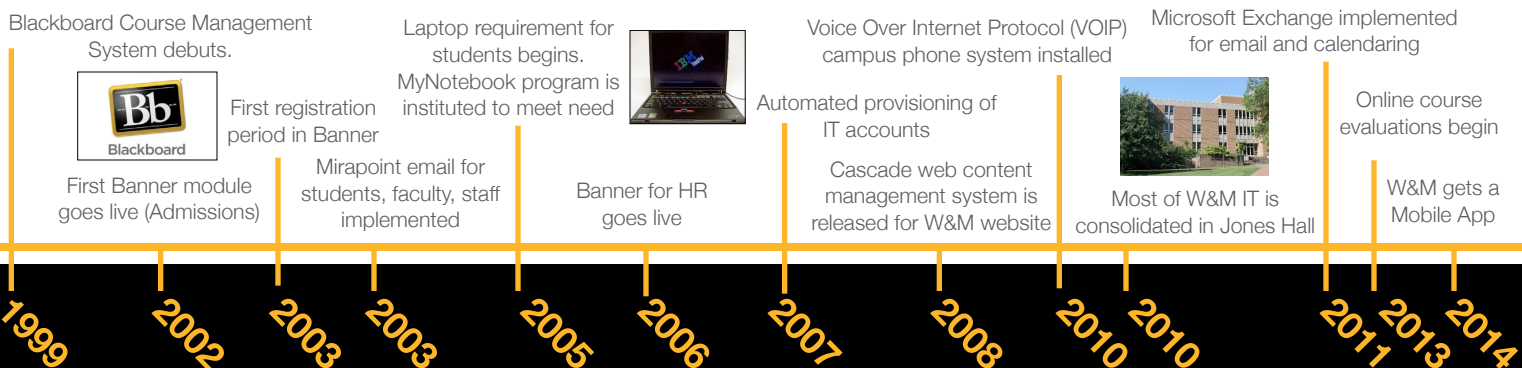 Blackboard Course Management
System debuts.
Bb
Blackboard
First Banner module
goes live (Admissions)
First registration
period in Banner
Mirapoint email for
students, faculty, staff
implemented
Laptop requirement for
students begins.
MyNotebook program is
instituted to meet need
IBM
Banner for HR
goes live
Automated provisioning of
IT accounts
Cascade web content
management system is
released for W&M website
Voice Over Internet Protocol (VOIP)
campus phone system installed
Most of W&M IT is
consolidated in Jones Hall
Microsoft Exchange implemented
for email and calendaring
Online course
evaluations begin
W&M gets a
Mobile App
1999
2002
2003
2003
2005
2006
2007
2008
2010
2010
2011
2013
2014